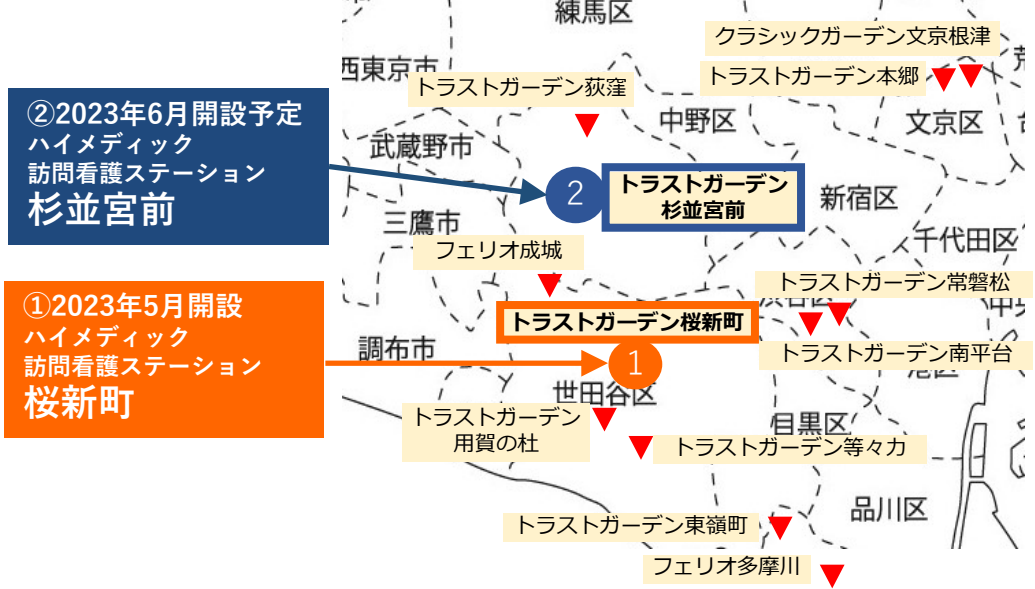 練馬区
クラシックガーデン文京根津
西東京市
トラストガーデン荻窪
トラストガーデン本郷
荒
②2023年6月開設予定
ハイメディック
訪問看護ステーション
杉並宮前
武蔵野市
中野区
文京区
台
2
トラストガーデン
杉並宮前
新宿区
三鷹市
フェリオ成城
千代田区
①2023年5月開設
ハイメディック
訪問看護ステーション
桜新町
トラストガーデン常磐松
渋谷区
中央
トラストガーデン桜新町
調布市
1
トラストガーデン南平台
港区
世田谷区
トラストガーデン
用賀の杜
目黒区
トラストガーデン等々力
品川区
トラストガーデン東嶺町
フェリオ多摩川